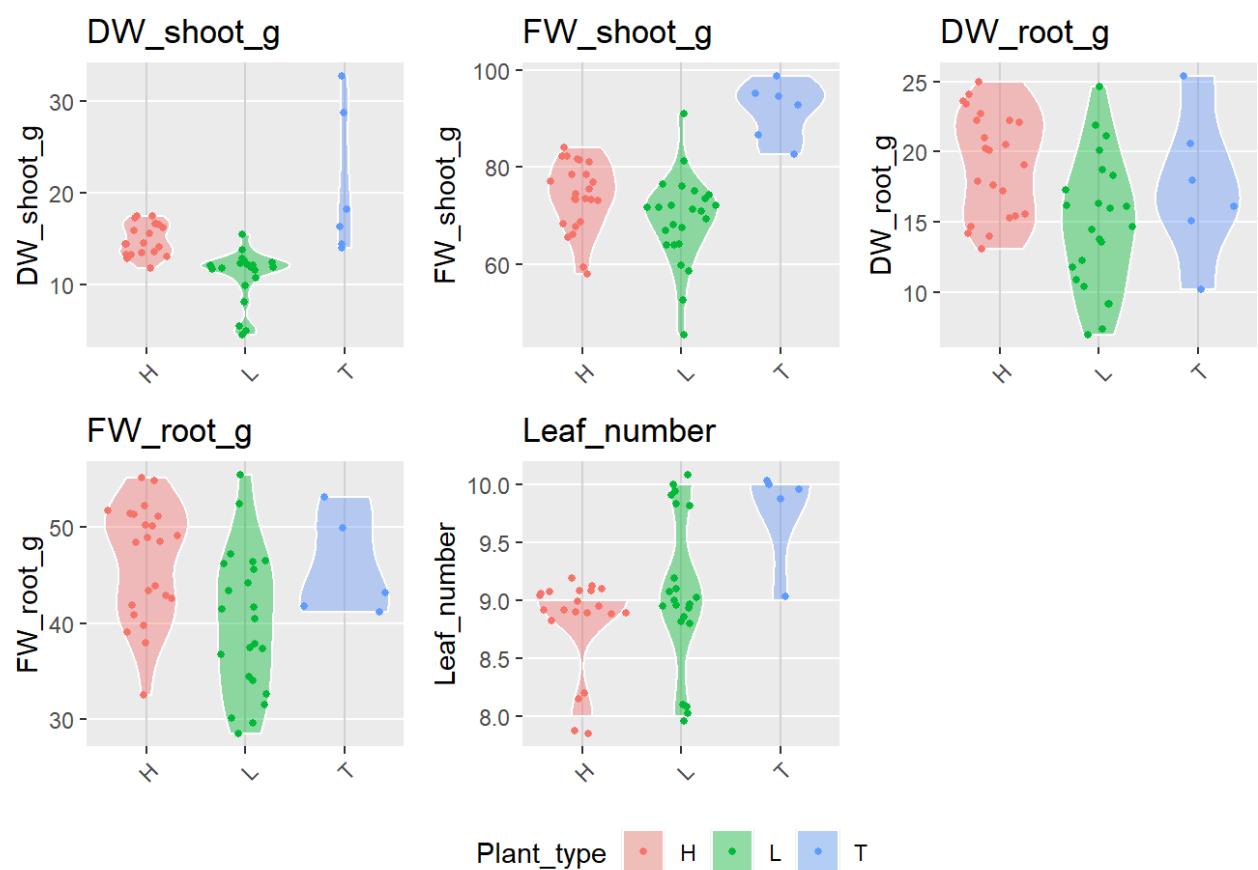 DW_shoot_g
FW_shoot_g
DW_root_g
DW_shoot_g
30
20
10
H
L
T
FW_shoot_g
100
80
60
H
L
T
DW_root_g
25
20
15
10
H
L
T
FW_root_g
Leaf_number
FW_root_g
50
40
30
H
L
T
Leaf_number
10.0
9.5
9.0
8.5
8.0
H
L
T
Plant_type H L T